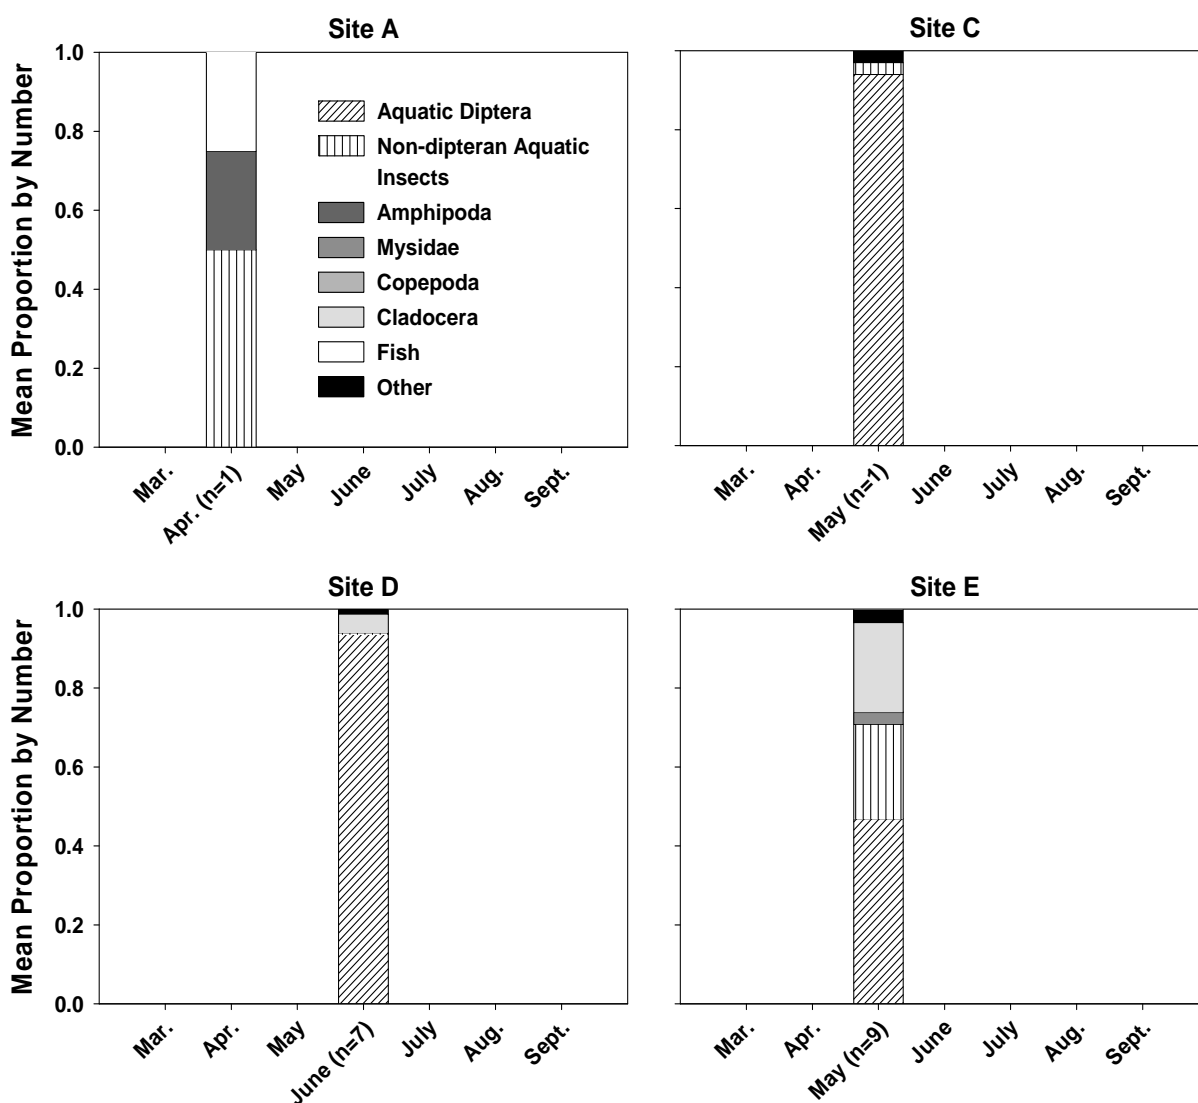 Site A
Mean Proportion by Number
1.0
0.8
0.6
0.4
0.2
0.0
Aquatic Diptera
Non-dipteran Aquatic
Insects
Amphipoda
Mysidae
Copepoda
Cladocera
Fish
Other
Mar.
Apr. (n=1)
May
June
July
Aug.
Sept.
Site C
Mar.
Apr.
May (n=1)
June
July
Aug.
Sept.
Site D
Mean Proportion by Number
1.0
0.8
0.6
0.4
0.2
0.0
Mar.
Apr.
May
June (n=7)
July
Aug.
Sept.
Site E
Mar.
Apr.
May (n=9)
June
July
Aug.
Sept.